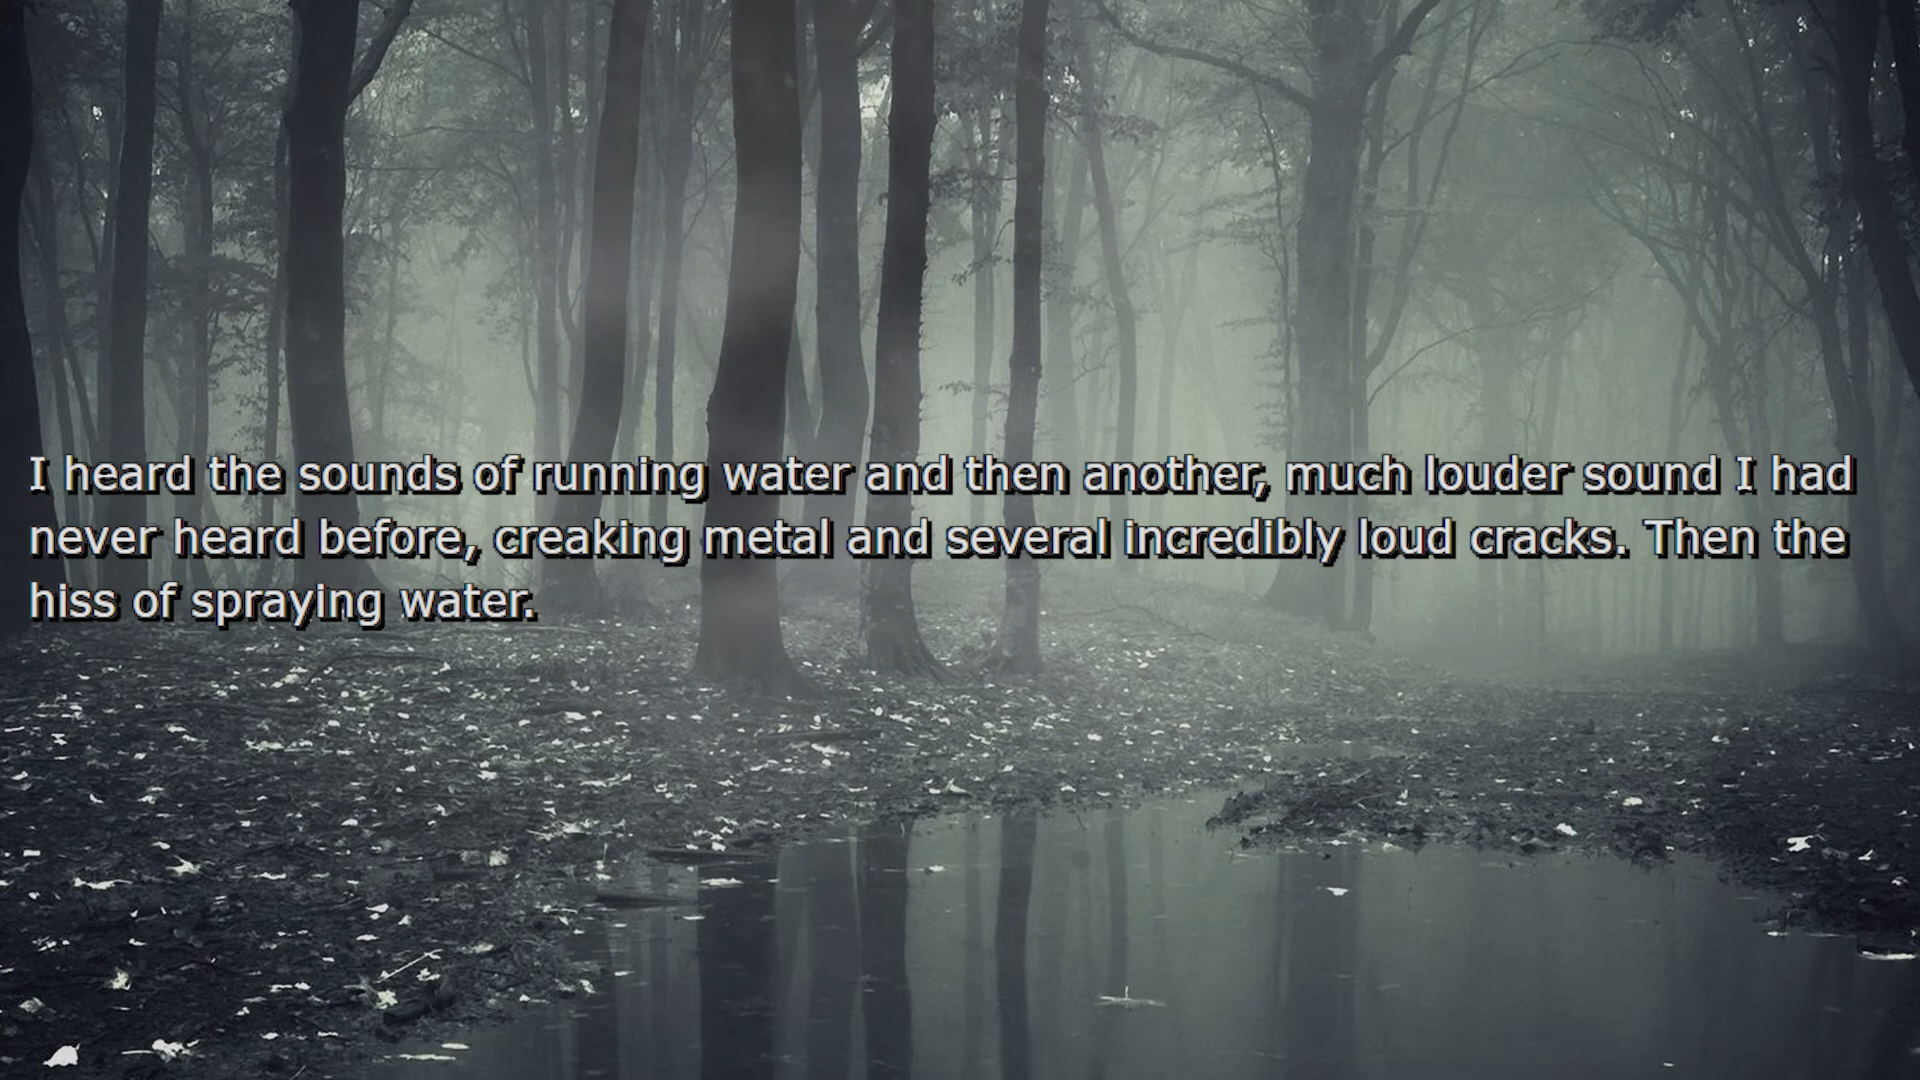 I heard the sounds of running water and then another, much louder sound I had
never heard before, creaking metal and several incredibly loud cracks. Then the
hiss of spraying water.